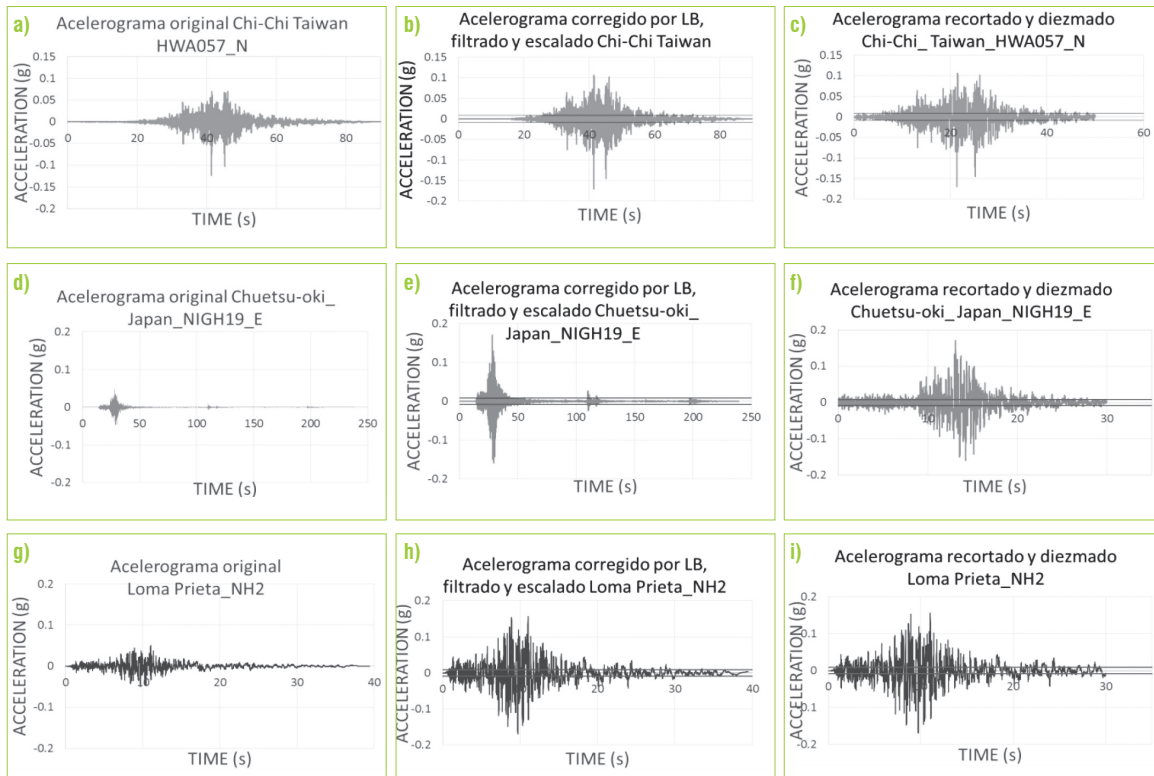 a)
Acelerograma original Chi-Chi Taiwan
HWA057_N
ACCELERATION (g)
0.15
0.1
0.05
0
-0.05
-0.1
-0.15
-0.2
0
20
40
60
80
TIME (s)
b)
Acelerograma corregido por LB,
filtrado y escalado Chi-Chi Taiwan
ACCELERATION (g)
0.15
0.1
0.05
0
-0.05
-0.1
-0.15
-0.2
0
20
40
60
80
TIME (s)
c)
Acelerograma recortado y diezmado
Chi-Chi_ Taiwan_HWA057_N
ACCELERATION (g)
0.15
0.1
0.05
0
-0.05
-0.1
-0.15
-0.2
0
20
40
60
TIME (s)
d)
Acelerograma original Chuetsu-oki_
Japan_NIGH19_E
ACCELERATION (g)
0.2
0.1
0
-0.1
-0.2
0
50
100
150
200
250
TIME (s)
e)
Acelerograma corregido por LB,
filtrado y escalado Chuetsu-oki_
Japan_NIGH19_E
ACCELERATION (g)
0.2
0.1
0
-0.1
-0.2
0
50
100
150
200
250
TIME (s)
f)
Acelerograma recortado y diezmado
Chuetsu-oki_ Japan_NIGH19_E
ACCELERATION (g)
0.2
0.1
0
-0.1
-0.2
0
10
20
30
TIME (s)
g)
Acelerograma original
Loma Prieta_NH2
ACCELERATION (g)
0.2
0.1
0
-0.1
-0.2
0
10
20
30
40
TIME (s)
h)
Acelerograma corregido por LB,
filtrado y escalado Loma Prieta_NH2
ACCELERATION (g)
0.2
0.1
0
-0.1
-0.2
0
10
20
30
40
TIME (s)
i)
Acelerograma recortado y diezmado
Loma Prieta_NH2
ACCELERATION (g)
0.2
0.1
0
-0.1
-0.2
0
10
20
30
TIME (s)